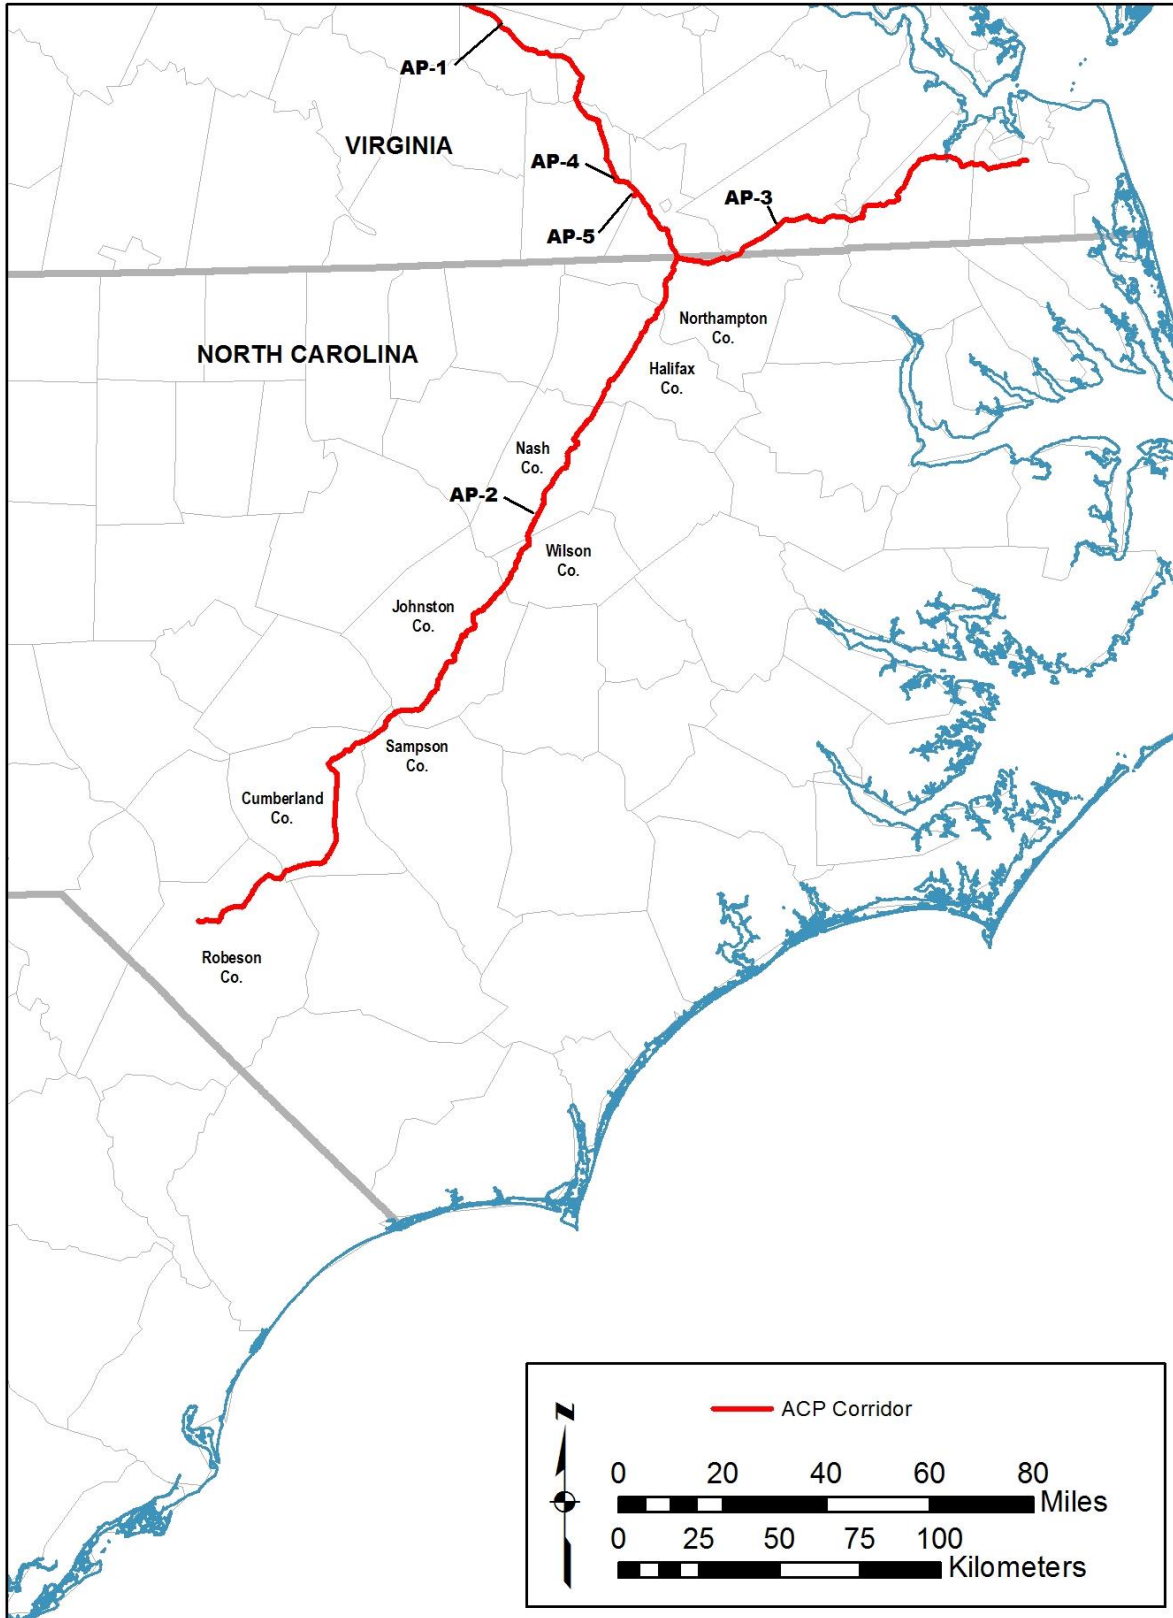 AP-1
VIRGINIA
AP-4
AP-3
AP-5
Northampton
Co.
NORTH CAROLINA
Halifax
Co.
Nash
Co.
AP-2
Wilson
Co.
Johnston
Co.
Sampson
Co.
Cumberland
Co.
Robeson
Co.
N
ACP Corridor
0 20 40 60 80
Miles
0 25 50 75 100
Kilometers